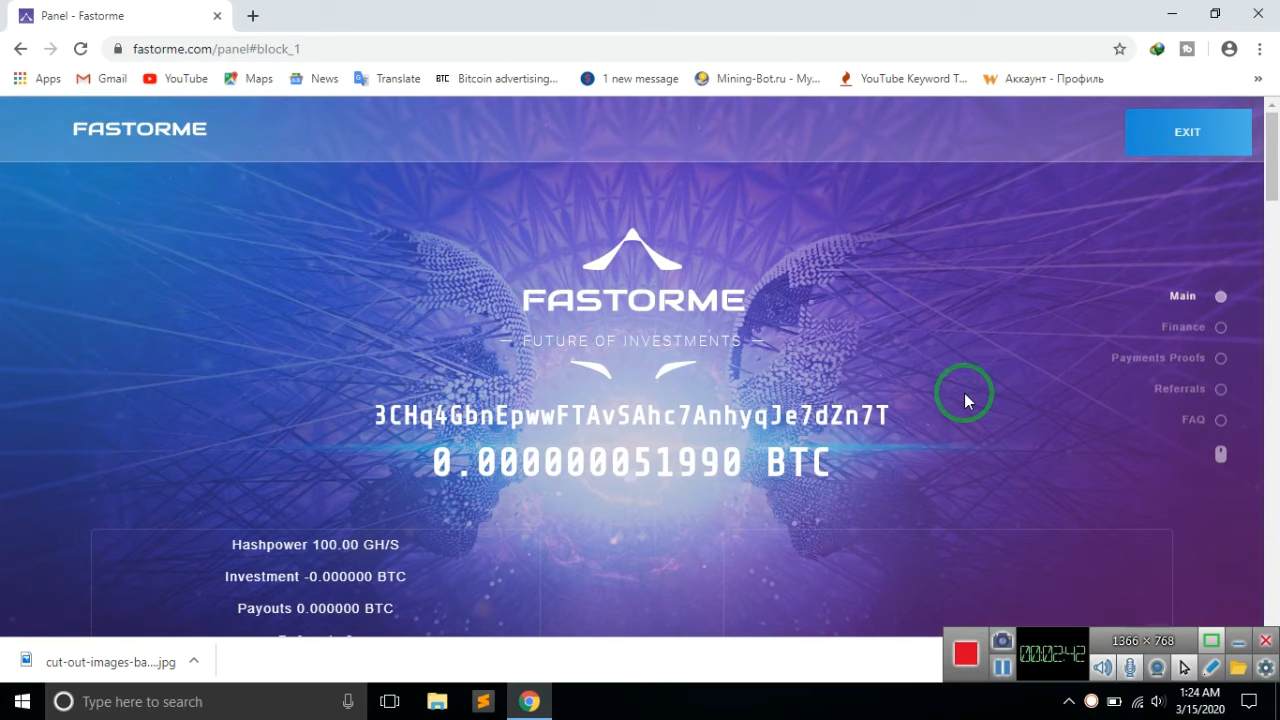 Panel - Fastorme
fastorme.com/panel#block_1
Apps Gmail YouTube Maps News Translate BTC Bitcoin advertising... 1 new message Mining-Bot.ru - My... YouTube Keyword T... Аккаунт - Профиль
FASTORME
EXIT
FASTORME
— FUTURE OF INVESTMENTS —
3CHq4GbnEpwwFTAvSAhc7AnhyqJe7dZn7T
0.000000051990 BTC
Main
Finance
Payments Proofs
Referrals
FAQ
Hashpower 100.00 GH/S
Investment -0.000000 BTC
Payouts 0.000000 BTC
cut-out-images-ba....jpg
00:02:42
1366 × 768
Type here to search
1:24 AM
3/15/2020